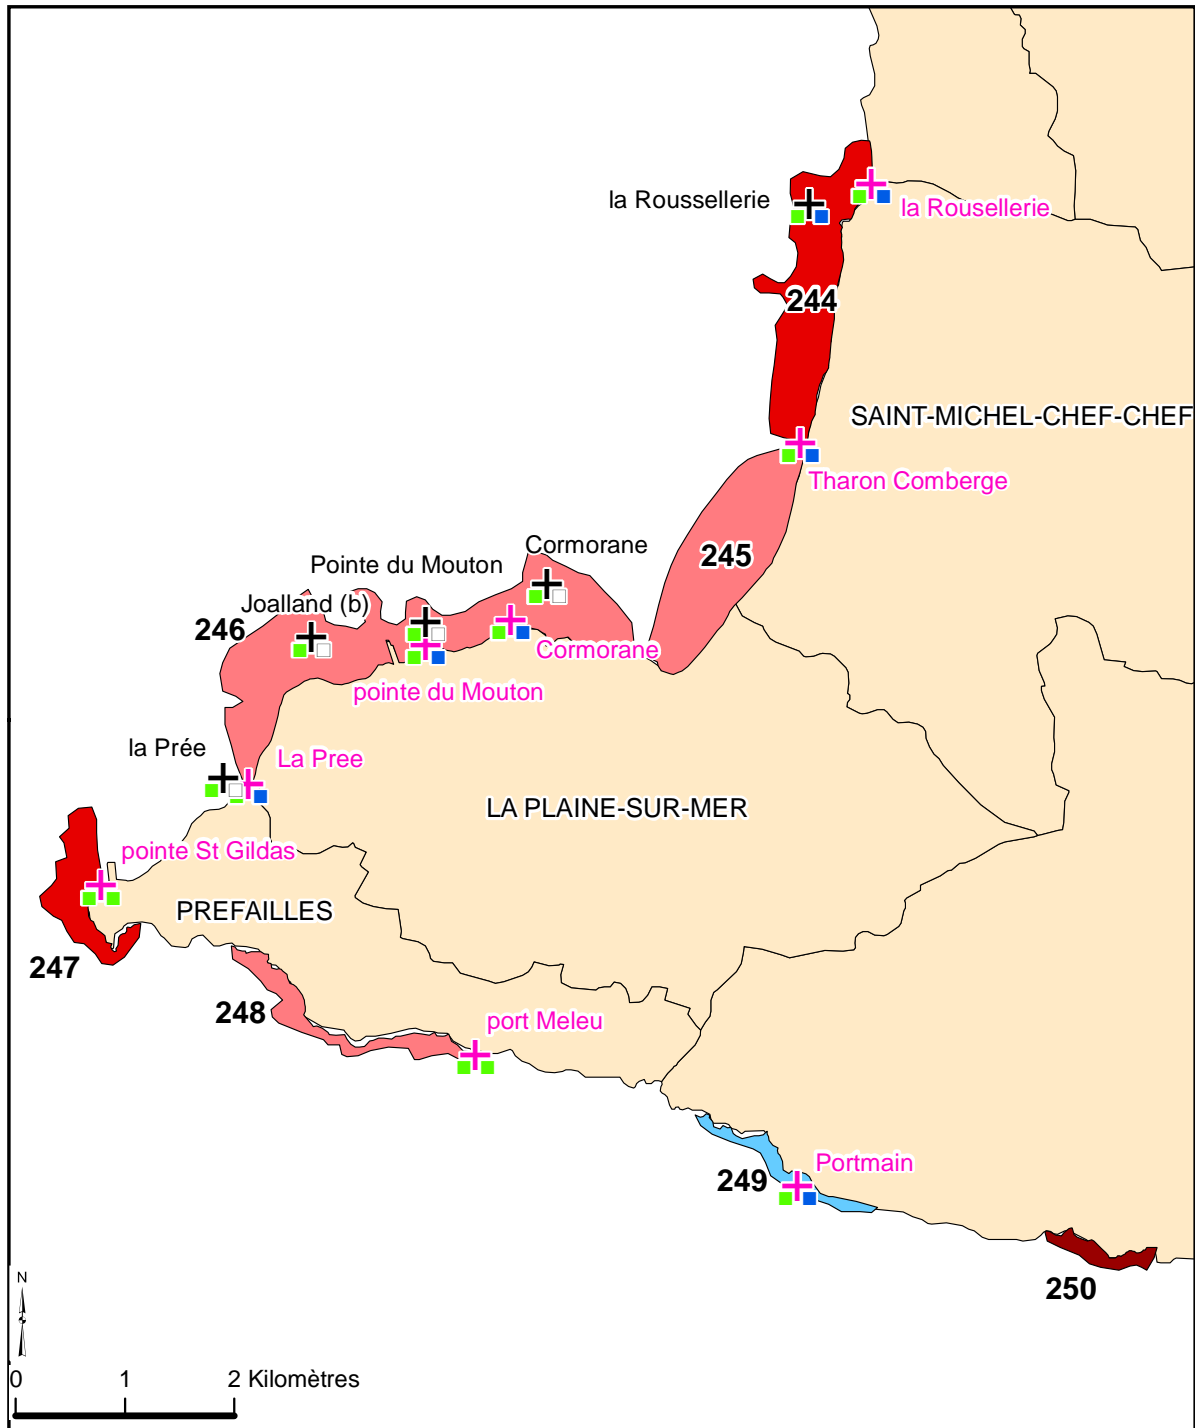 la Roussellerie
la Rousellerie
244
SAINT-MICHEL-CHEF-CHEF
Tharon Comberge
Cormorane
245
Pointe du Mouton
Joalland (b)
246
Cormorane
pointe du Mouton
la Prée
La Pree
LA PLAINE-SUR-MER
pointe St Gildas
PREFAILLES
247
248
port Meleu
Portmain
249
250
N
0 1 2 Kilomètres